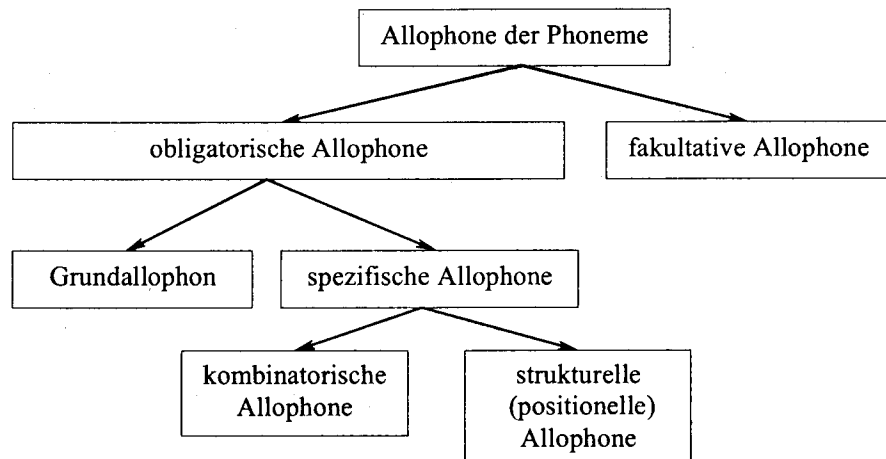 Allophone der Phoneme
obligatorische Allophone
fakultative Allophone
Grundallophon
spezifische Allophone
kombinatorische
Allophone
strukturelle
(positionelle)
Allophone